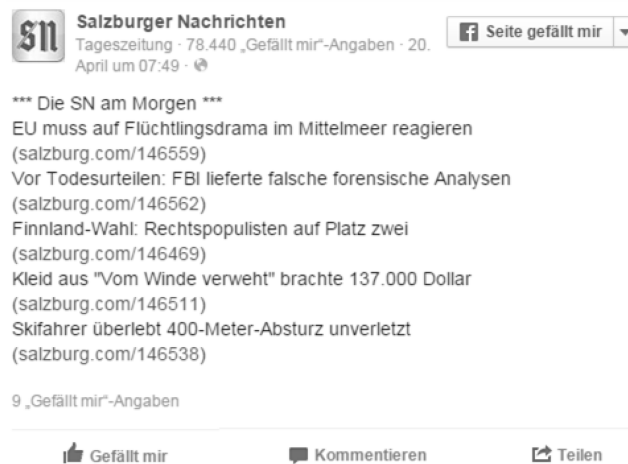 SN
Salzburger Nachrichten
Tageszeitung · 78.440 „Gefällt mir“-Angaben · 20.
April um 07:49 ·
Seite gefällt mir
*** Die SN am Morgen ***
EU muss auf Flüchtlingsdrama im Mittelmeer reagieren
(salzburg.com/146559)
Vor Todesurteilen: FBI lieferte falsche forensische Analysen
(salzburg.com/146562)
Finnland-Wahl: Rechtspopulisten auf Platz zwei
(salzburg.com/146469)
Kleid aus "Vom Winde verweht" brachte 137.000 Dollar
(salzburg.com/146511)
Skifahrer überlebt 400-Meter-Absturz unverletzt
(salzburg.com/146538)
9 „Gefällt mir“-Angaben
Gefällt mir Kommentieren Teilen